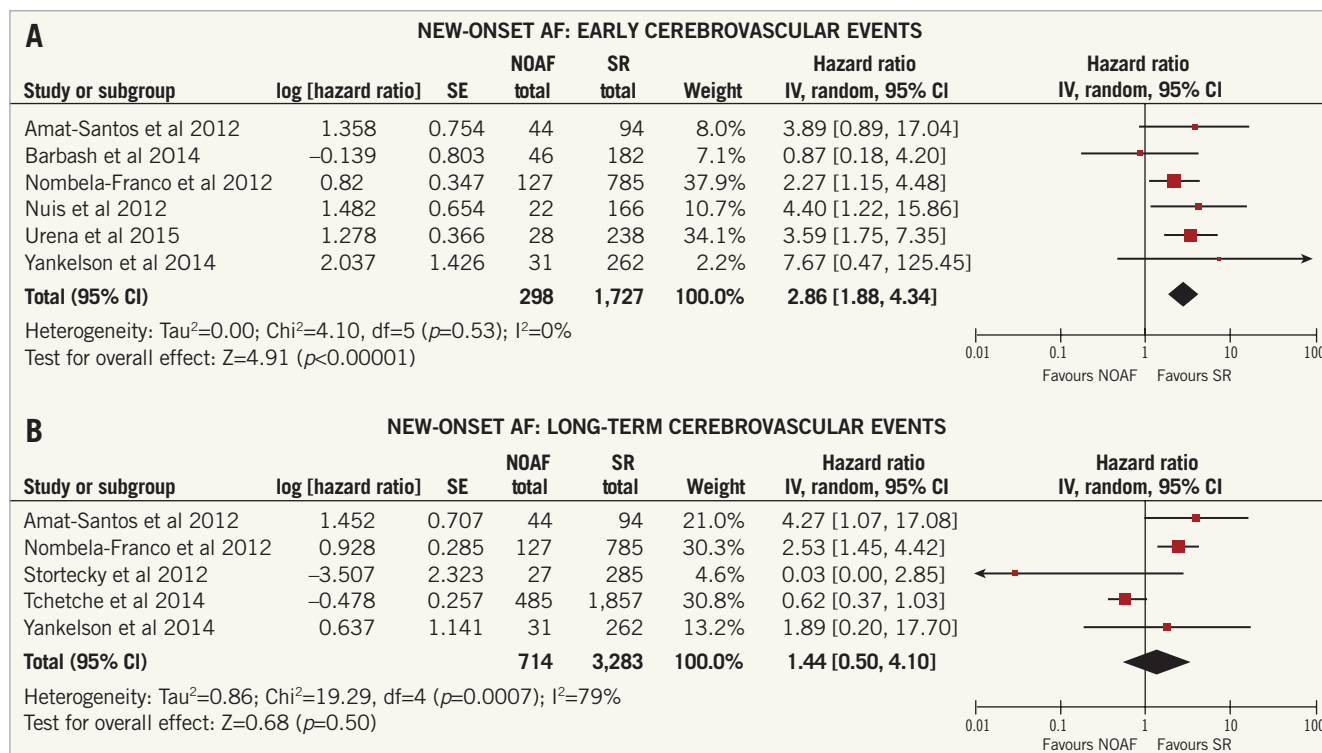 A
NEW-ONSET AF: EARLY CEREBROVASCULAR EVENTS
NOAF SR Hazard ratio Hazard ratio
Study or subgroup log [hazard ratio] SE total total Weight IV, random, 95% CI IV, random, 95% CI
Amat-Santos et al 2012 1.358 0.754 44 94 8.0% 3.89 [0.89, 17.04]
Barbash et al 2014 –0.139 0.803 46 182 7.1% 0.87 [0.18, 4.20]
Nombela-Franco et al 2012 0.82 0.347 127 785 37.9% 2.27 [1.15, 4.48]
Nuis et al 2012 1.482 0.654 22 166 10.7% 4.40 [1.22, 15.86]
Urena et al 2015 1.278 0.366 28 238 34.1% 3.59 [1.75, 7.35]
Yankelson et al 2014 2.037 1.426 31 262 2.2% 7.67 [0.47, 125.45]
Total (95% CI) 298 1,727 100.0% 2.86 [1.88, 4.34]
Heterogeneity: Tau²=0.00; Chi²=4.10, df=5 (p=0.53); I²=0%
Test for overall effect: Z=4.91 (p<0.00001)
0.01 0.1 1 10 100
Favours NOAF Favours SR
B
NEW-ONSET AF: LONG-TERM CEREBROVASCULAR EVENTS
NOAF SR Hazard ratio Hazard ratio
Study or subgroup log [hazard ratio] SE total total Weight IV, random, 95% CI IV, random, 95% CI
Amat-Santos et al 2012 1.452 0.707 44 94 21.0% 4.27 [1.07, 17.08]
Nombela-Franco et al 2012 0.928 0.285 127 785 30.3% 2.53 [1.45, 4.42]
Stortecky et al 2012 –3.507 2.323 27 285 4.6% 0.03 [0.00, 2.85]
Tchetche et al 2014 –0.478 0.257 485 1,857 30.8% 0.62 [0.37, 1.03]
Yankelson et al 2014 0.637 1.141 31 262 13.2% 1.89 [0.20, 17.70]
Total (95% CI) 714 3,283 100.0% 1.44 [0.50, 4.10]
Heterogeneity: Tau²=0.86; Chi²=19.29, df=4 (p=0.0007); I²=79%
Test for overall effect: Z=0.68 (p=0.50)
0.01 0.1 1 10 100
Favours NOAF Favours SR